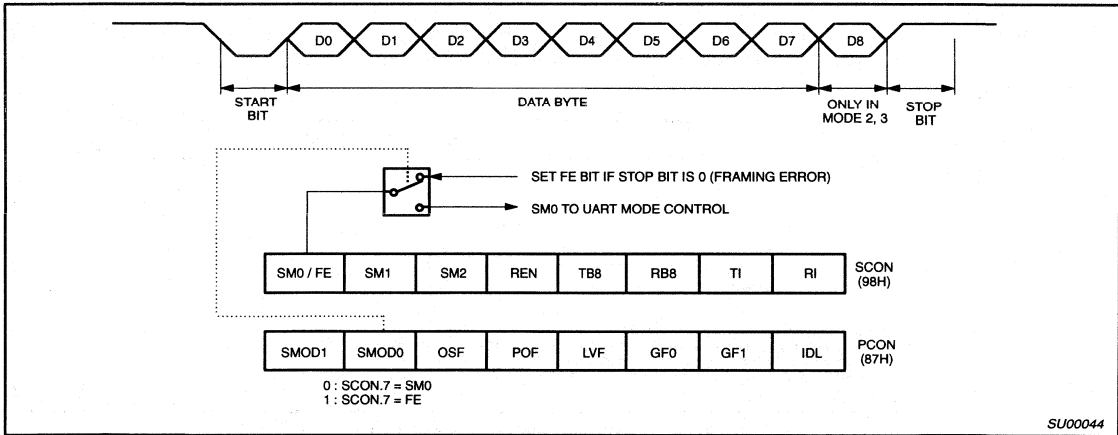 D0 D1 D2 D3 D4 D5 D6 D7 D8
START
BIT
DATA BYTE
ONLY IN
MODE 2, 3
STOP
BIT
SET FE BIT IF STOP BIT IS 0 (FRAMING ERROR)
SM0 TO UART MODE CONTROL
SM0 / FE SM1 SM2 REN TB8 RB8 TI RI
SCON
(98H)
SMOD1 SMOD0 OSF POF LVF GF0 GF1 IDL
PCON
(87H)
0 : SCON.7 = SM0
1 : SCON.7 = FE
SU00044